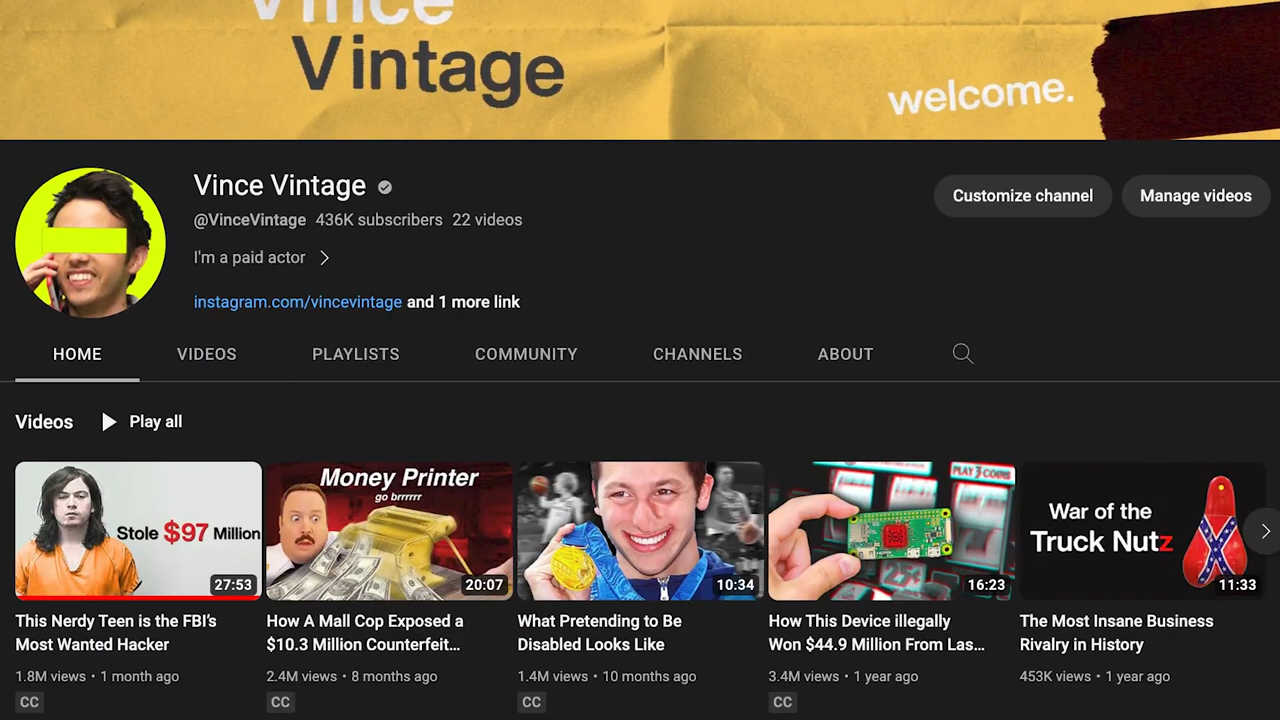 Vince
Vintage
welcome.
Vince Vintage
@VinceVintage 436K subscribers 22 videos
Customize channel
Manage videos
I'm a paid actor
instagram.com/vincevintage and 1 more link
HOME VIDEOS PLAYLISTS COMMUNITY CHANNELS ABOUT
Videos Play all
Stole $97 Million
27:53
Money Printer
go brrrrrr
20:07
10:34
PLAY 3 COINS
27X
16:23
War of the
Truck Nutz
11:33
This Nerdy Teen is the FBI's
Most Wanted Hacker
1.8M views • 1 month ago
CC
How A Mall Cop Exposed a
$10.3 Million Counterfeit...
2.4M views • 8 months ago
CC
What Pretending to Be
Disabled Looks Like
1.4M views • 10 months ago
CC
How This Device illegally
Won $44.9 Million From Las...
3.4M views • 1 year ago
CC
The Most Insane Business
Rivalry in History
453K views • 1 year ago